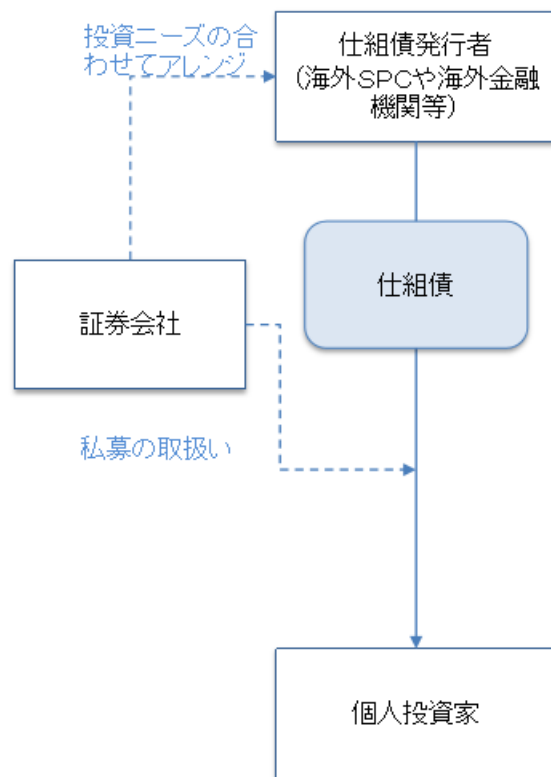 投資ニーズの合
わせてアレンジ
仕組債発行者
（海外SPCや海外金融
機関等）
仕組債
証券会社
私募の取扱い
個人投資家